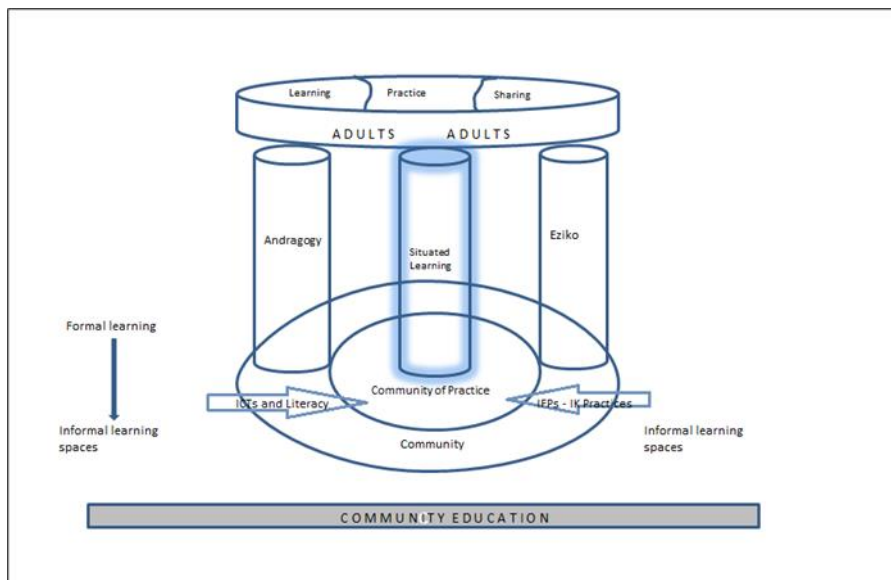 Learning Practice Sharing
ADULTS ADULTS
Andragogy
Situated
Learning
Eziko
Formal learning
Community of Practice
ICTs and Literacy
IFPs - IK Practices
Informal learning
spaces
Community
Informal learning
spaces
COMMUNITY EDUCATION